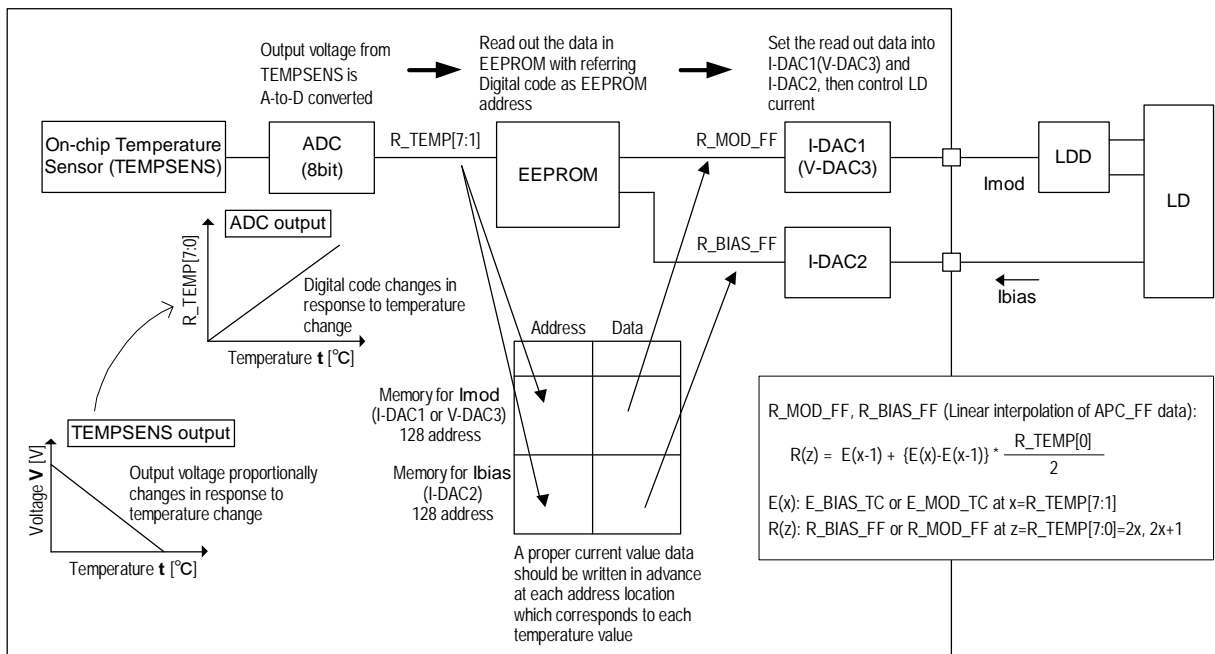 Output voltage from
TEMPSENS is
A-to-D converted
Read out the data in
EEPROM with referring
Digital code as EEPROM
address
Set the read out data into
I-DAC1(V-DAC3) and
I-DAC2, then control LD
current
On-chip Temperature
Sensor (TEMPSENS)
ADC
(8bit)
R_TEMP[7:1]
EEPROM
R_MOD_FF
I-DAC1
(V-DAC3)
Imod
LDD
LD
R_BIAS_FF
I-DAC2
Ibias
ADC output
R_TEMP[7:0]
Digital code changes in
response to temperature
change
Temperature t [°C]
TEMPSENS output
Voltage V [V]
Output voltage proportionally
changes in response to
temperature change
Temperature t [°C]
Address Data
Memory for Imod
(I-DAC1 or V-DAC3)
128 address
Memory for Ibias
(I-DAC2)
128 address
A proper current value data
should be written in advance
at each address location
which corresponds to each
temperature value
R_MOD_FF, R_BIAS_FF (Linear interpolation of APC_FF data):
R(z) = E(x-1) + {E(x)-E(x-1)} * R_TEMP[0]
2
E(x): E_BIAS_TC or E_MOD_TC at x=R_TEMP[7:1]
R(z): R_BIAS_FF or R_MOD_FF at z=R_TEMP[7:0]=2x, 2x+1